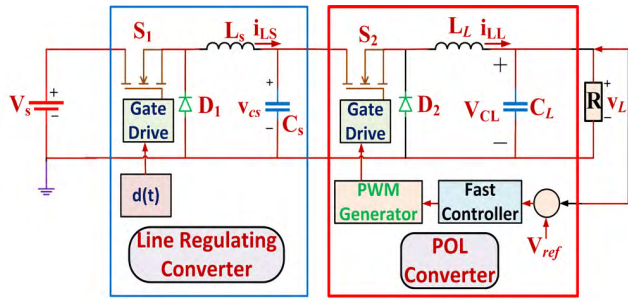 S1
Ls
iLS
S2
LL
iLL
Vs
+
−
Gate
Drive
D1
+
vcs
−
Cs
Gate
Drive
D2
+
VCL
−
CL
R
+
vL
−
d(t)
PWM
Generator
Fast
Controller
Vref
Line Regulating
Converter
POL
Converter